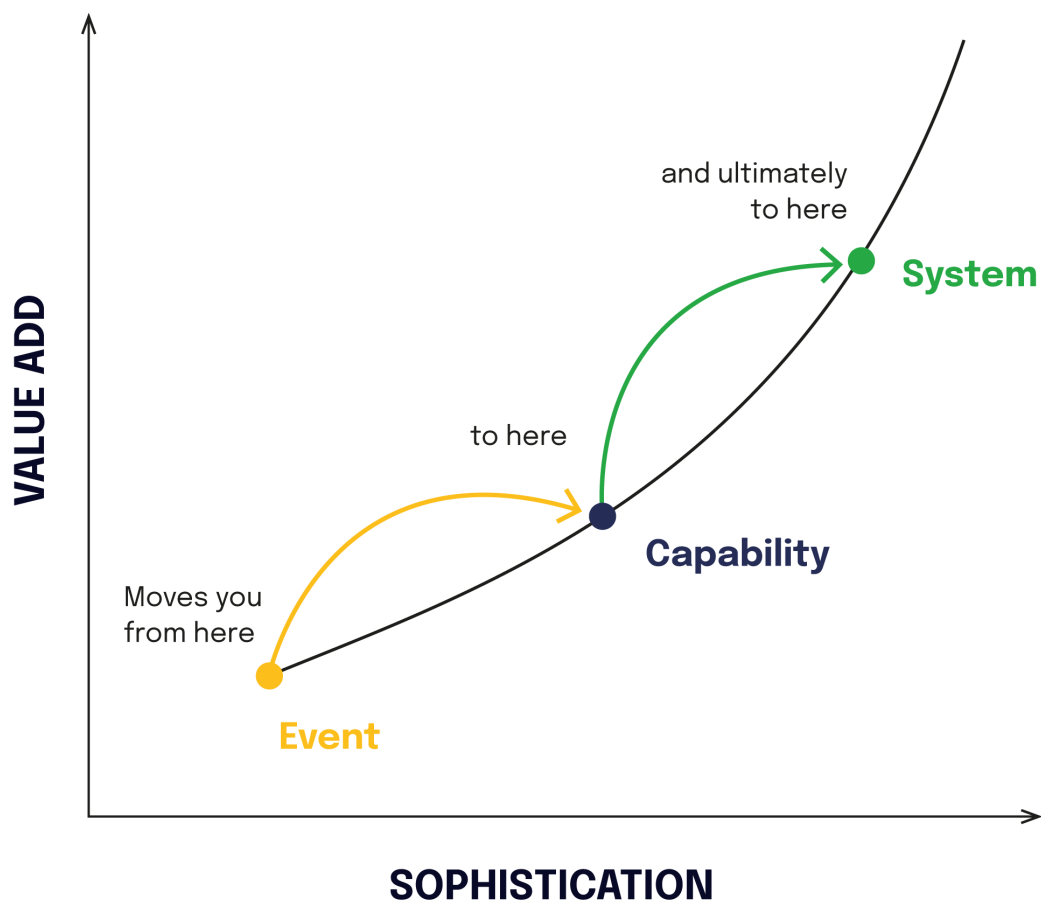 and ultimately
to here
System
VALUE ADD
to here
Capability
Moves you
from here
Event
SOPHISTICATION